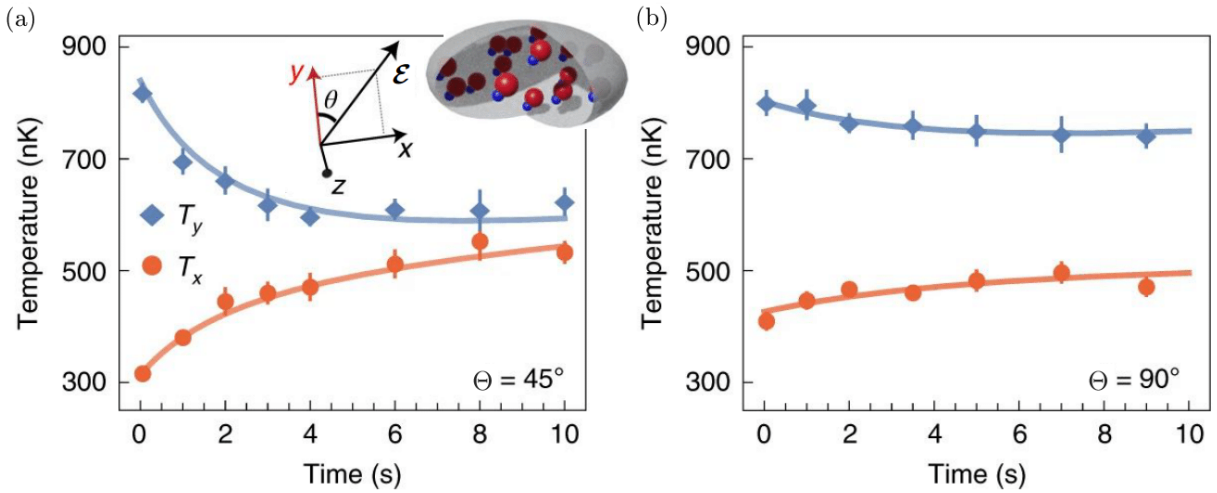 (a)
900
700
500
300
Temperature (nK)
y
θ
ℰ
x
z
T_y
T_x
Θ = 45°
0 2 4 6 8 10
Time (s)
(b)
900
700
500
300
Temperature (nK)
Θ = 90°
0 2 4 6 8 10
Time (s)